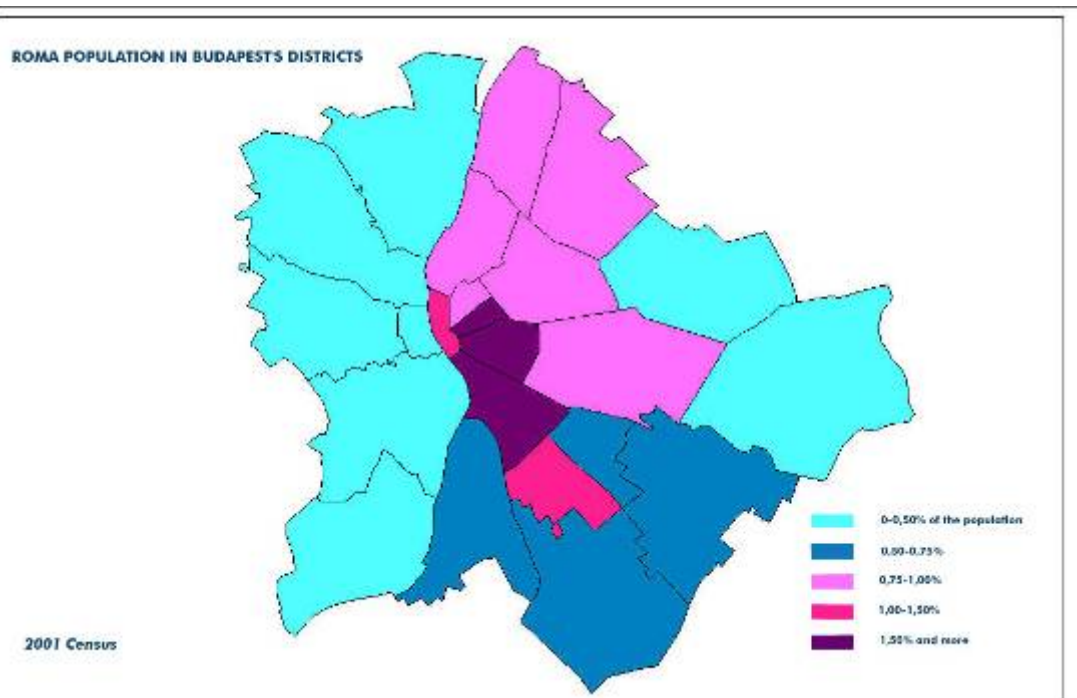 ROMA POPULATION IN BUDAPEST'S DISTRICTS
0-0,50% of the population
0,50-0,75%
0,75-1,00%
1,00-1,50%
1,50% and more
2001 Census